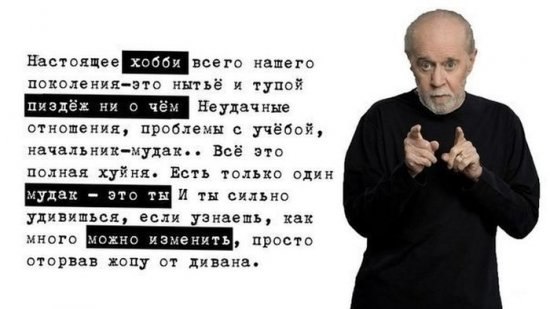 Настоящее хобби всего нашего
поколения-это нытьё и тупой
пиздёж ни о чём Неудачные
отношения, проблемы с учёбой,
начальник-мудак.. Всё это
полная хуйня. Есть только один
мудак - это ты И ты сильно
удивишься, если узнаешь, как
много можно изменить, просто
оторвав жопу от дивана.